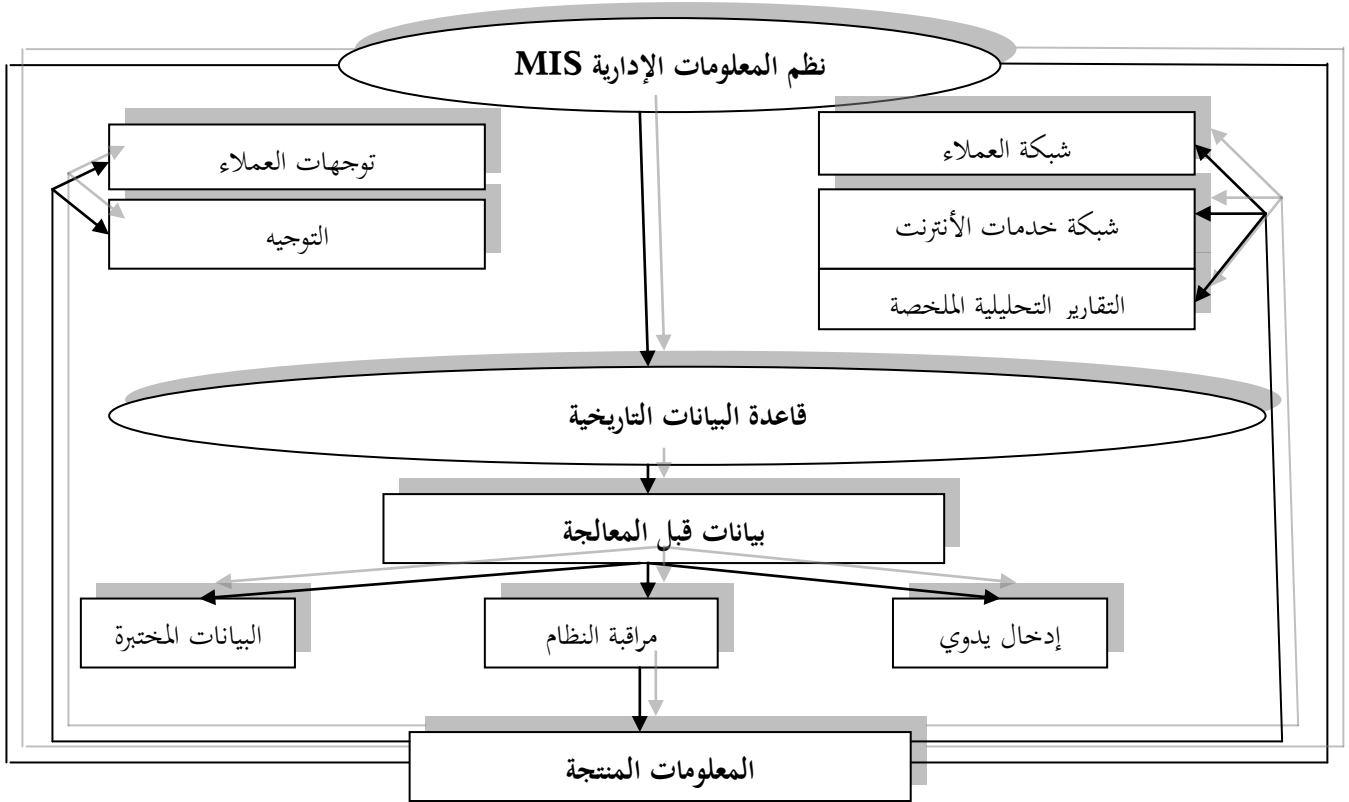 نظم المعلومات الإدارية MIS
شبكة العملاء
توجهات العملاء
شبكة خدمات الأنترنت
التوجيه
التقارير التحليلية الملخصة
قاعدة البيانات التاريخية
بيانات قبل المعالجة
إدخال يدوي
مراقبة النظام
البيانات المختبرة
المعلومات المنتجة